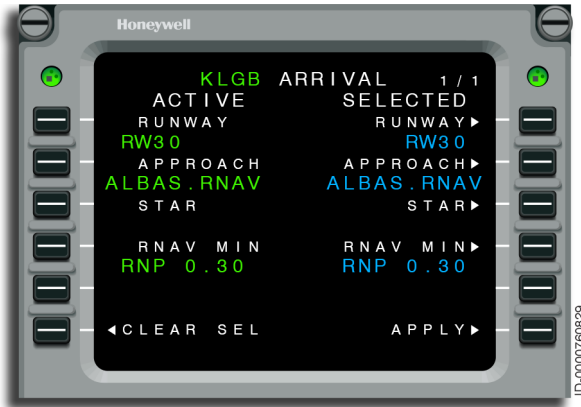 Honeywell
KLGB ARRIVAL 1 / 1
ACTIVE SELECTED
RUNWAY RUNWAY▶
RW30 RW30
APPROACH APPROACH▶
ALBAS.RNAV ALBAS.RNAV
STAR STAR▶
RNAV MIN RNAV MIN▶
RNP 0.30 RNP 0.30
◀CLEAR SEL APPLY▶
ID-0000760829